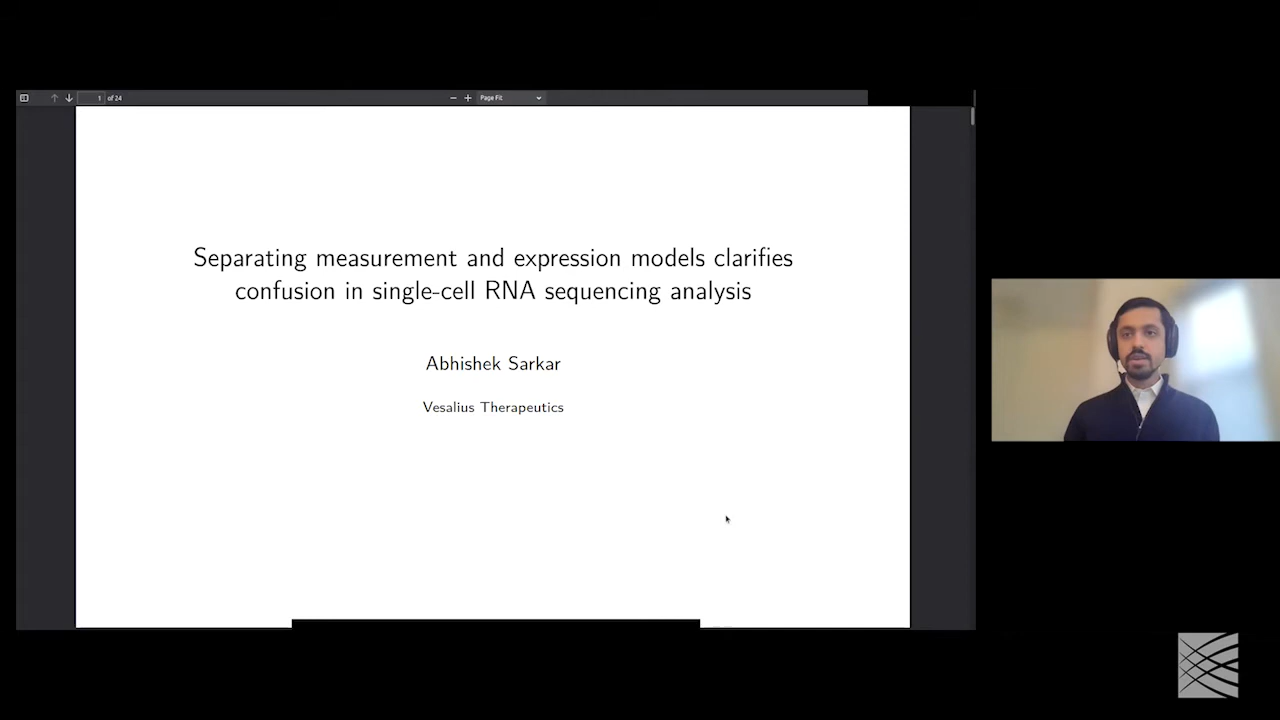 1 of 24
Page Fit
Separating measurement and expression models clarifies
confusion in single-cell RNA sequencing analysis
Abhishek Sarkar
Vesalius Therapeutics